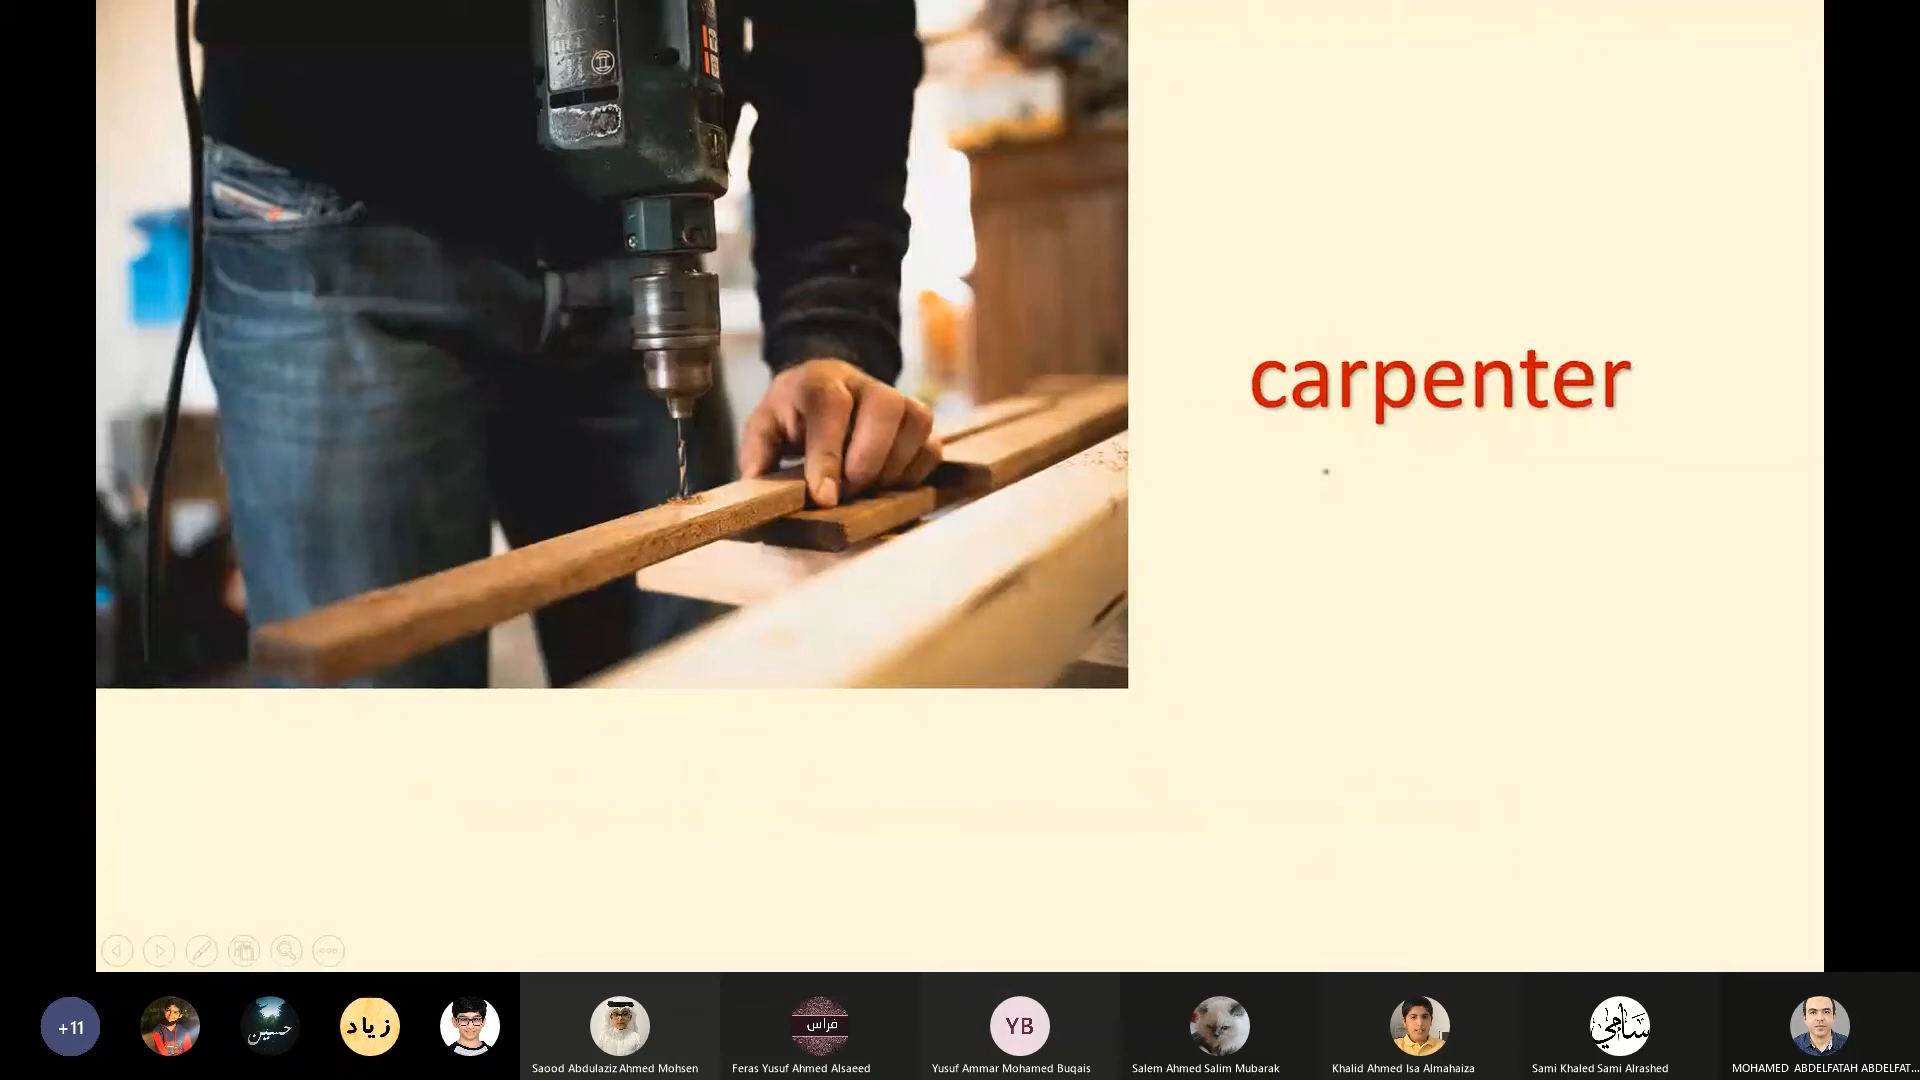 carpenter
+11
حسين
زياد
فراس
YB
سامي
Saood Abdulaziz Ahmed Mohsen
Feras Yusuf Ahmed Alsaeed
Yusuf Ammar Mohamed Buqais
Salem Ahmed Salim Mubarak
Khalid Ahmed Isa Almahaiza
Sami Khaled Sami Alrashed
MOHAMED ABDELFATAH ABDELFAT...